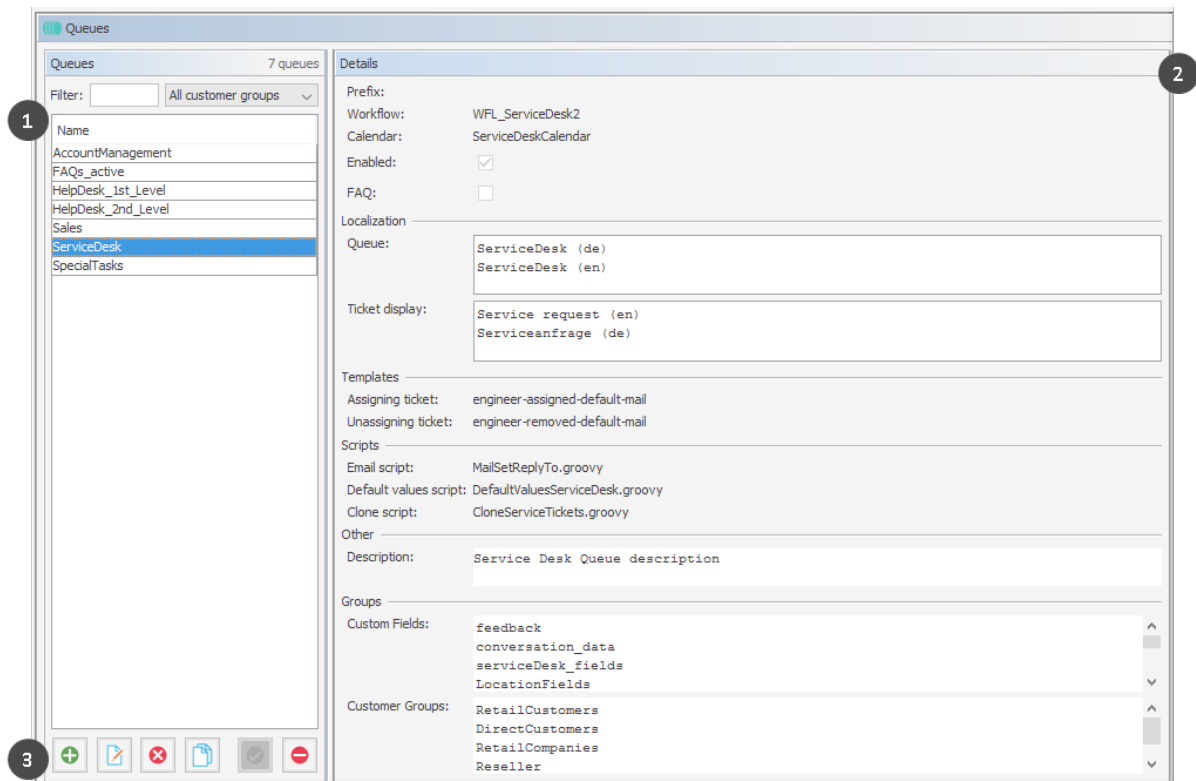 Queues
Queues 7 queues
Filter: All customer groups
1
Name
AccountManagement
FAQs_active
HelpDesk_1st_Level
HelpDesk_2nd_Level
Sales
ServiceDesk
SpecialTasks
3
Details
2
Prefix:
Workflow: WFL_ServiceDesk2
Calendar: ServiceDeskCalendar
Enabled:
FAQ:
Localization
Queue: ServiceDesk (de)
ServiceDesk (en)
Ticket display: Service request (en)
Serviceanfrage (de)
Templates
Assigning ticket: engineer-assigned-default-mail
Unassigning ticket: engineer-removed-default-mail
Scripts
Email script: MailSetReplyTo.groovy
Default values script: DefaultValuesServiceDesk.groovy
Clone script: CloneServiceTickets.groovy
Other
Description: Service Desk Queue description
Groups
Custom Fields: feedback
conversation_data
serviceDesk_fields
LocationFields
Customer Groups: RetailCustomers
DirectCustomers
RetailCompanies
Reseller